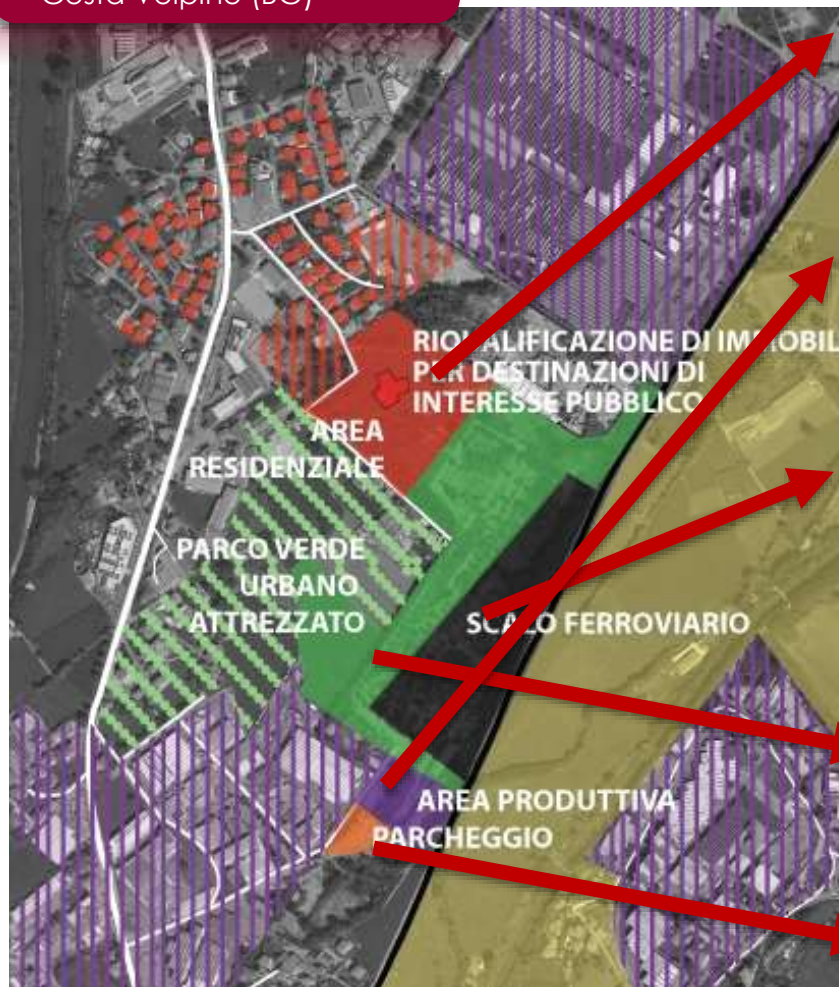 Costa Volpino (BG)
RIQUALIFICAZIONE DI IMMOBIL
PER DESTINAZIONI DI
INTERESSE PUBBLICO
AREA
RESIDENZIALE
PARCO VERDE
URBANO
ATTREZZATO
SCALO FERROVIARIO
AREA PRODUTTIVA
PARCHEGGIO